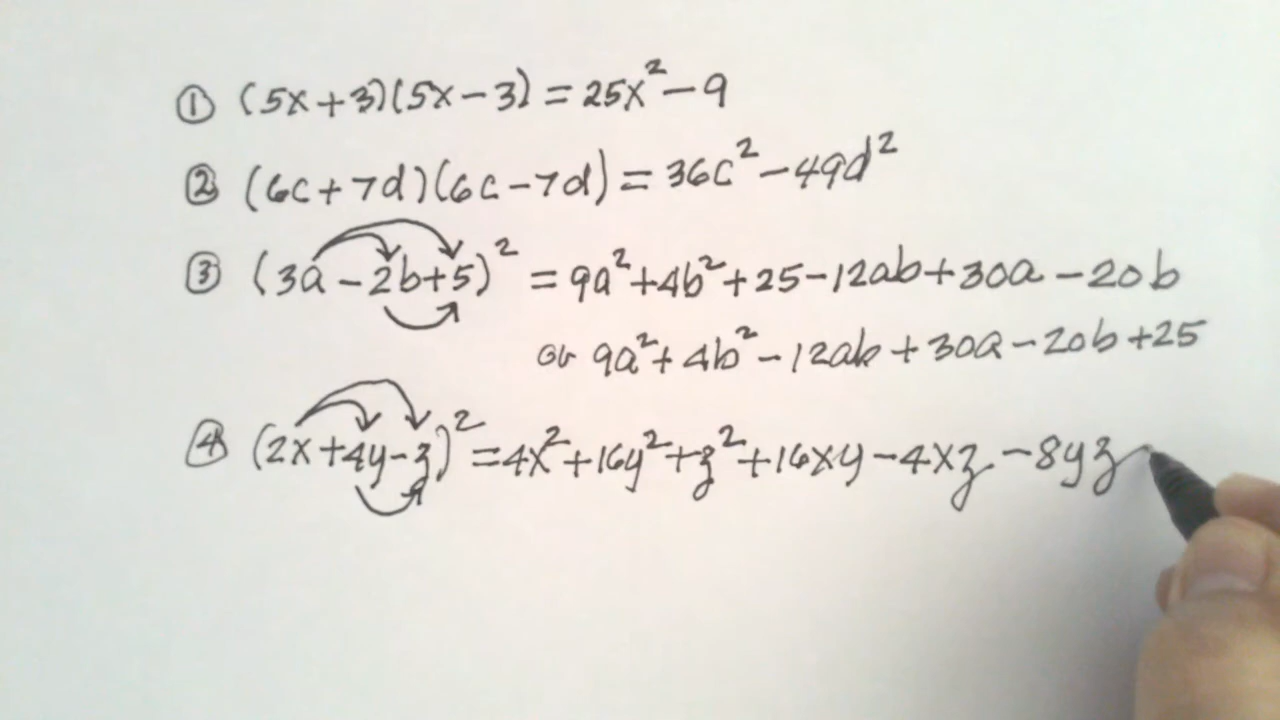 ① (5x+3)(5x-3) = 25x² - 9
② (6c+7d)(6c-7d) = 36c² - 49d²
③ (3a-2b+5)² = 9a²+4b²+25-12ab+30a-20b
or 9a²+4b²-12ab+30a-20b+25
④ (2x+4y-z)² = 4x²+16y²+z²+16xy-4xz-8yz